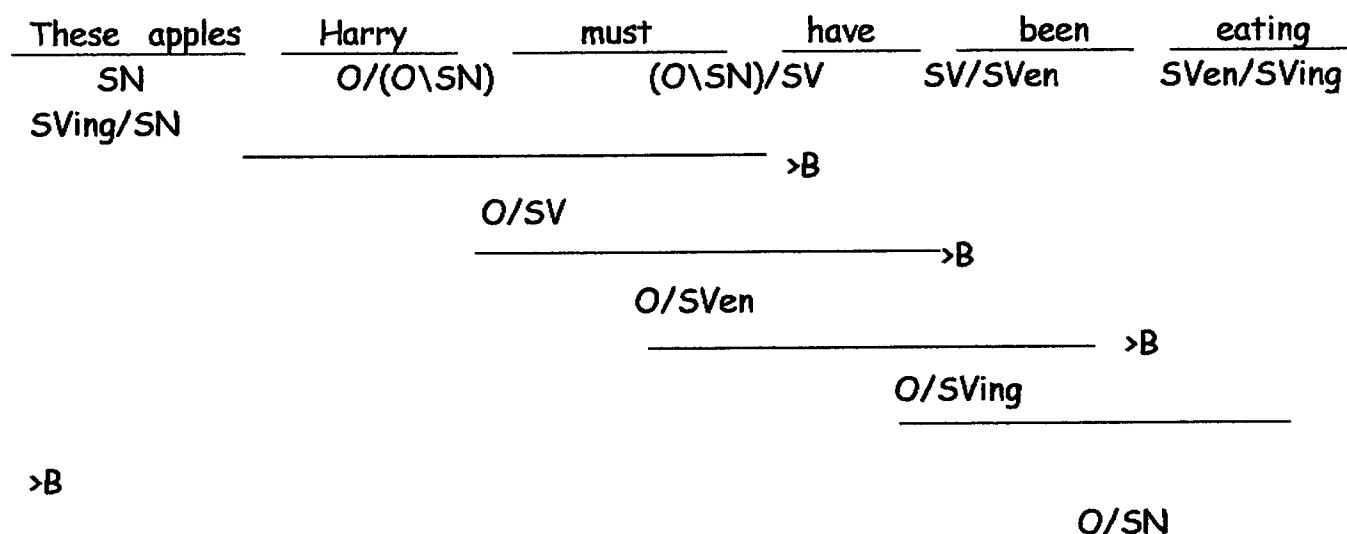 These apples Harry must have been eating
SN O/(O\SN) (O\SN)/SV SV/SVen SVen/SVing
SVing/SN
>B
O/SV
>B
O/SVen
>B
O/SVing
>B
O/SN